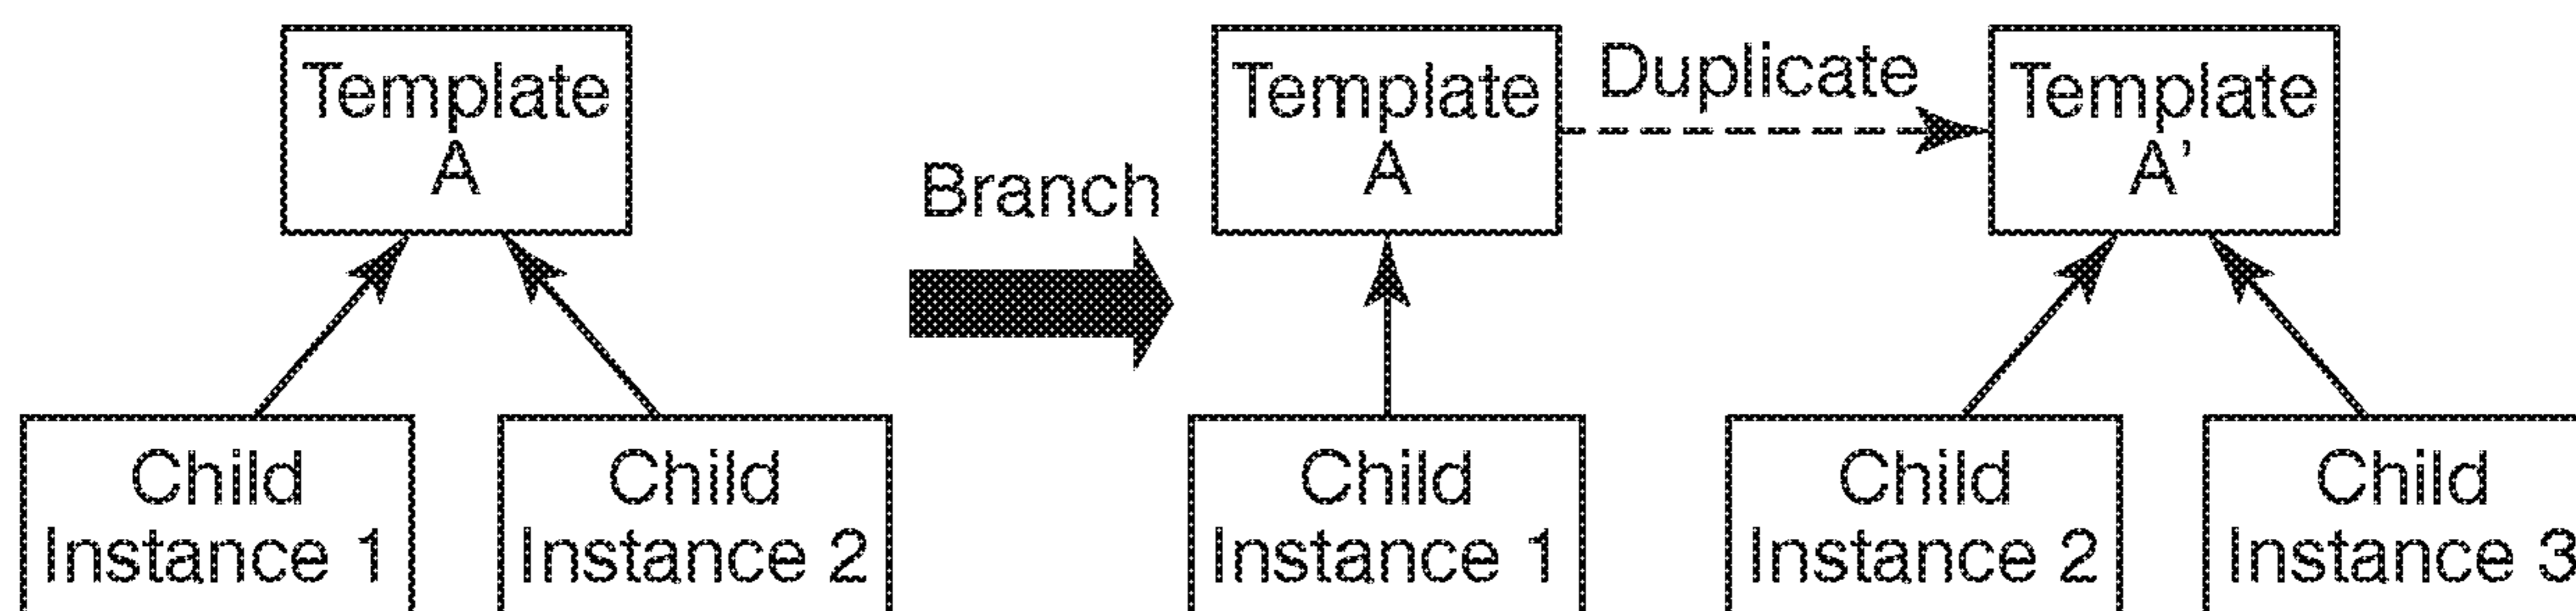 Template
A
Branch
Template
A
Duplicate
Template
A’
Child
Instance 1
Child
Instance 2
Child
Instance 1
Child
Instance 2
Child
Instance 3